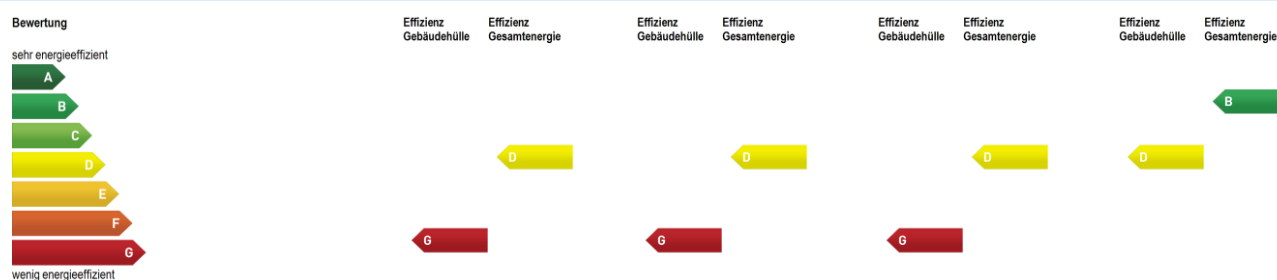 Bewertung
Effizienz Gebäudehülle
Effizienz Gesamtenergie
Effizienz Gebäudehülle
Effizienz Gesamtenergie
Effizienz Gebäudehülle
Effizienz Gesamtenergie
Effizienz Gebäudehülle
Effizienz Gesamtenergie
sehr energieeffizient
A
B
B
C
D
D
D
D
D
E
F
G
G
G
G
wenig energieeffizient